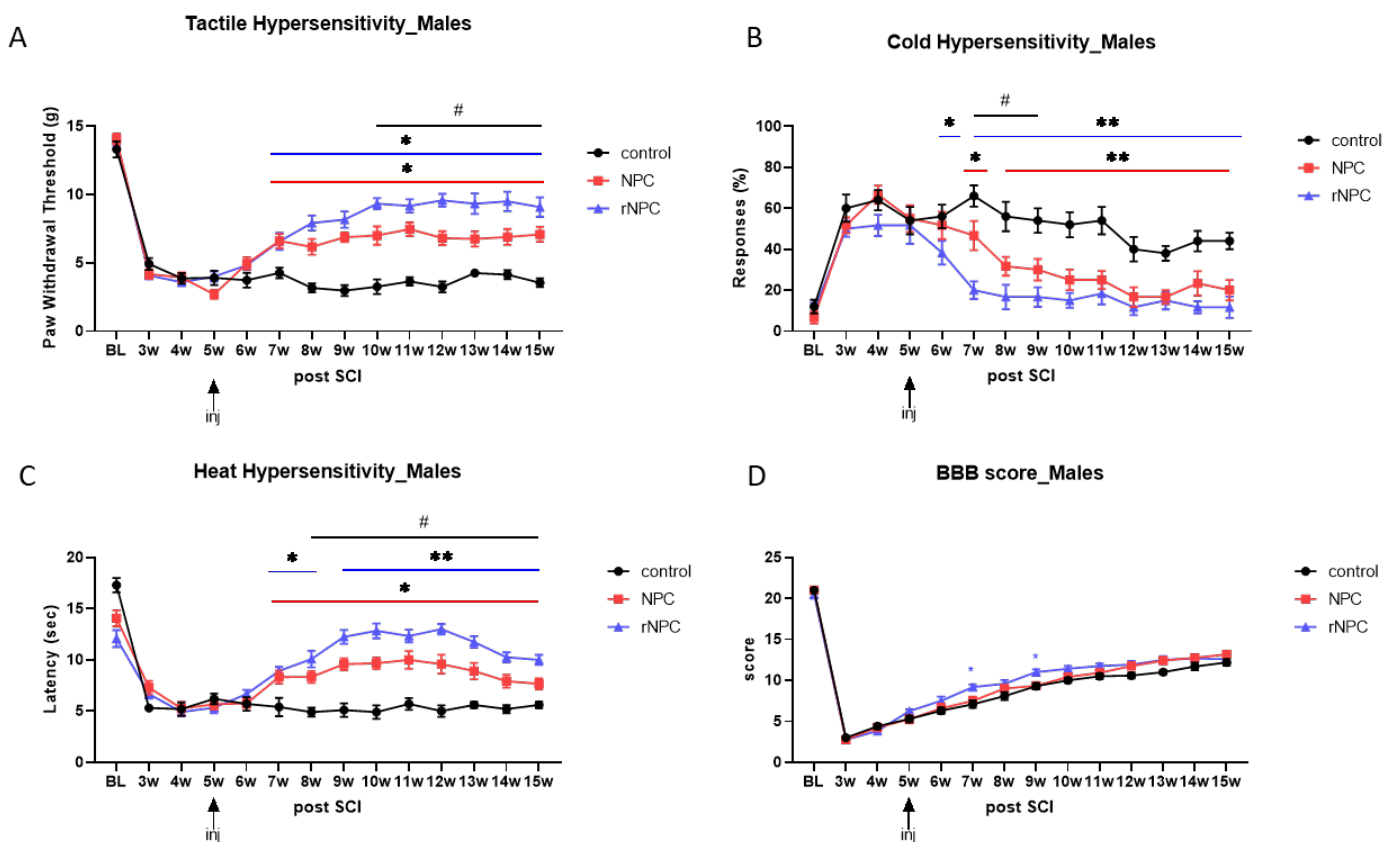 A
Tactile Hypersensitivity_Males
#
*
*
Paw Withdrawal Threshold (g)
15
10
5
0
BL 3w 4w 5w 6w 7w 8w 9w 10w 11w 12w 13w 14w 15w
post SCI
inj
control
NPC
rNPC
B
Cold Hypersensitivity_Males
#
* **
* **
Responses (%)
100
80
60
40
20
0
BL 3w 4w 5w 6w 7w 8w 9w 10w 11w 12w 13w 14w 15w
post SCI
inj
control
NPC
rNPC
C
Heat Hypersensitivity_Males
#
* **
*
Latency (sec)
20
15
10
5
0
BL 3w 4w 5w 6w 7w 8w 9w 10w 11w 12w 13w 14w 15w
post SCI
inj
control
NPC
rNPC
D
BBB score_Males
score
25
20
15
10
5
0
* *
BL 3w 4w 5w 6w 7w 8w 9w 10w 11w 12w 13w 14w 15w
post SCI
inj
control
NPC
rNPC